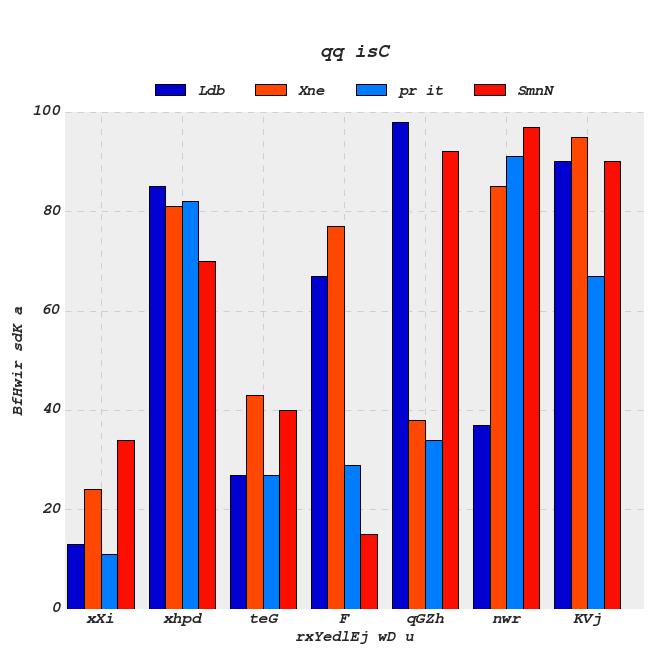 qq isC
Ldb Xne pr it SmnN
100
80
60
40
20
0
BfHwir sdK a
xXi xhpd teG F qGZh nwr KVj
rxYedlEj wD u